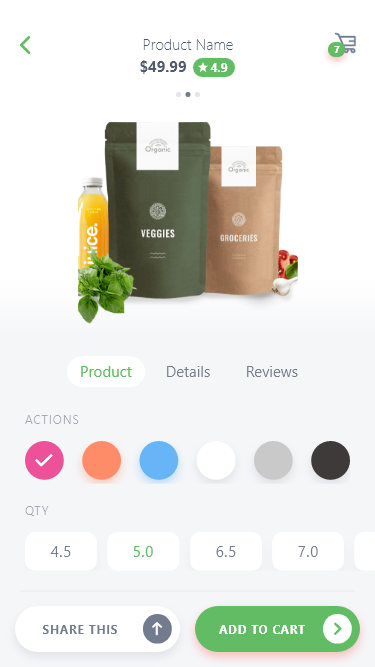 Product Name
7
$49.99 ★ 4.9
Organic
Organic
juice.
VEGGIES
GROCERIES
Product Details Reviews
ACTIONS
QTY
4.5 5.0 6.5 7.0
SHARE THIS ADD TO CART